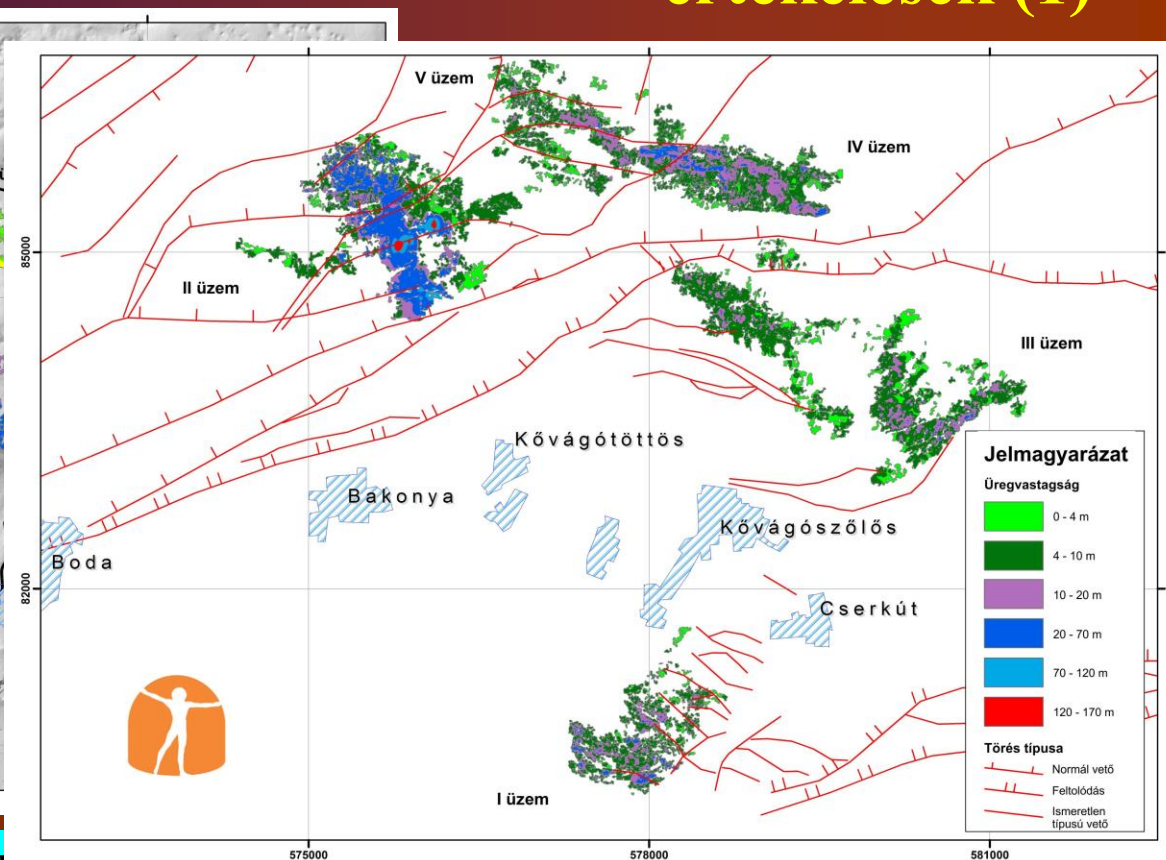 értékelések (1)
V üzem
IV üzem
85000
II üzem
III üzem
Kővágótöttös
Bakonya
Kővágószőlős
Boda
82000
Cserkút
I üzem
Jelmagyarázat
Üregvastagság
0 - 4 m
4 - 10 m
10 - 20 m
20 - 70 m
70 - 120 m
120 - 170 m
Törés típusa
Normál vető
Feltolódás
Ismeretlen
típusú vető
575000
578000
581000